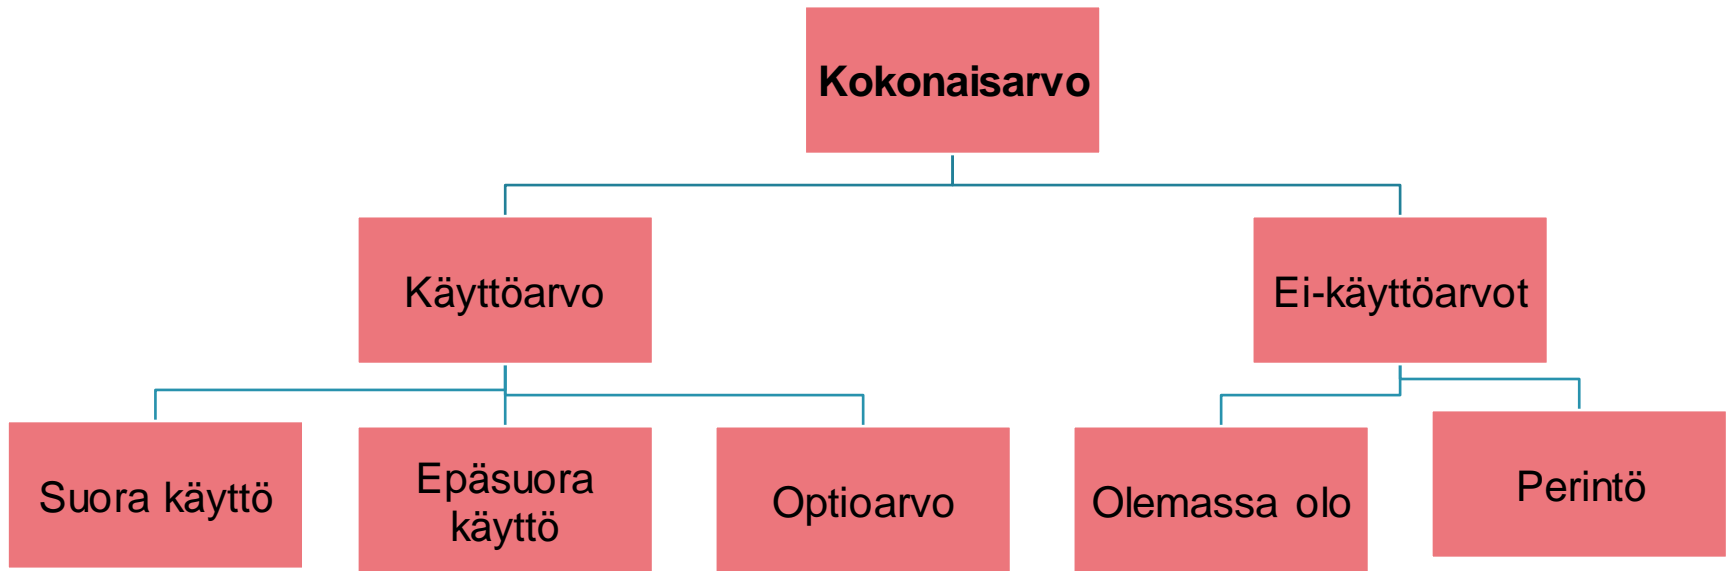 Kokonaisarvo
Käyttöarvo
Ei-käyttöarvot
Suora käyttö
Epäsuora
käyttö
Optioarvo
Olemassa olo
Perintö